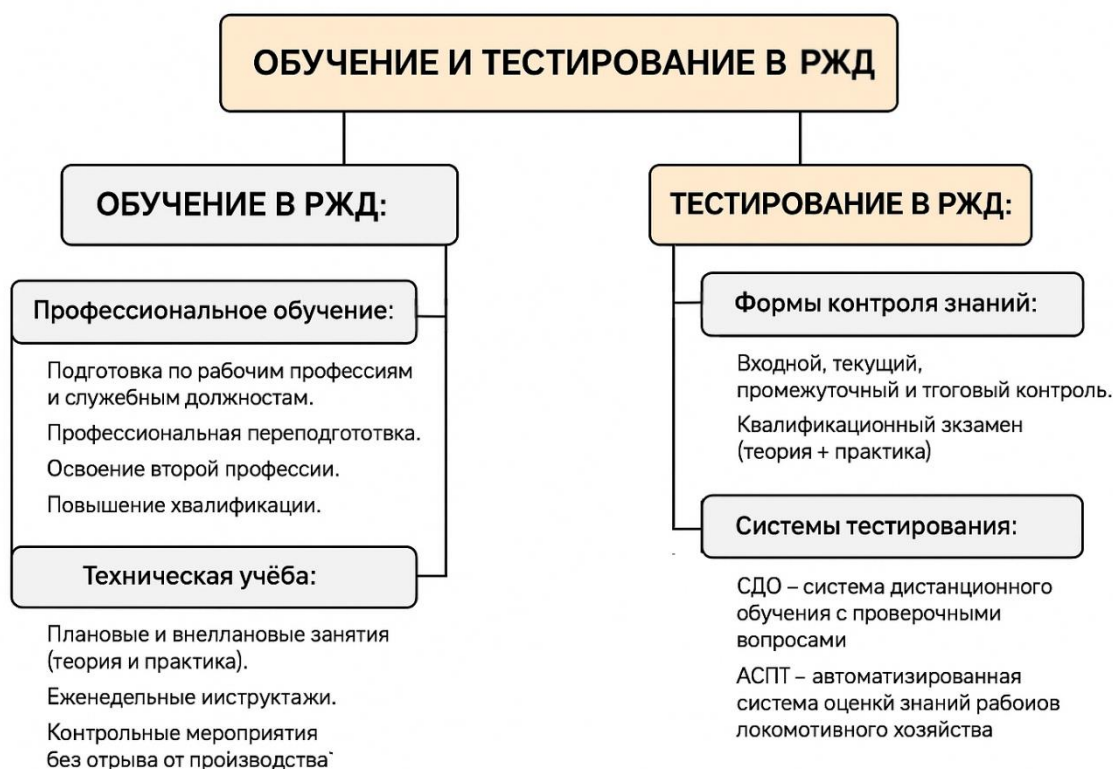 ОБУЧЕНИЕ И ТЕСТИРОВАНИЕ В РЖД
ОБУЧЕНИЕ В РЖД:
Профессиональное обучение:
Подготовка по рабочим профессиям
и служебным должностам.
Профессиональная переподгототвка.
Освоение второй профессии.
Повышение хвалификации.
Техническая учёба:
Плановые и внеллановые занятия
(теория и практика).
Еженедельные ииструктажи.
Контрольные мероприятия
без отрыва от производства`
ТЕСТИРОВАНИЕ В РЖД:
Формы контроля знаний:
Входной, текущий,
промежуточный и тгоговый контроль.
Квалификационный зкзамен
(теория + практика)
Системы тестирования:
СДО – система дистанционного
обучения с проверочными
вопросами
АСПТ – автоматизированная
система оценкй знаний рабоиов
локомотивного хозяйства